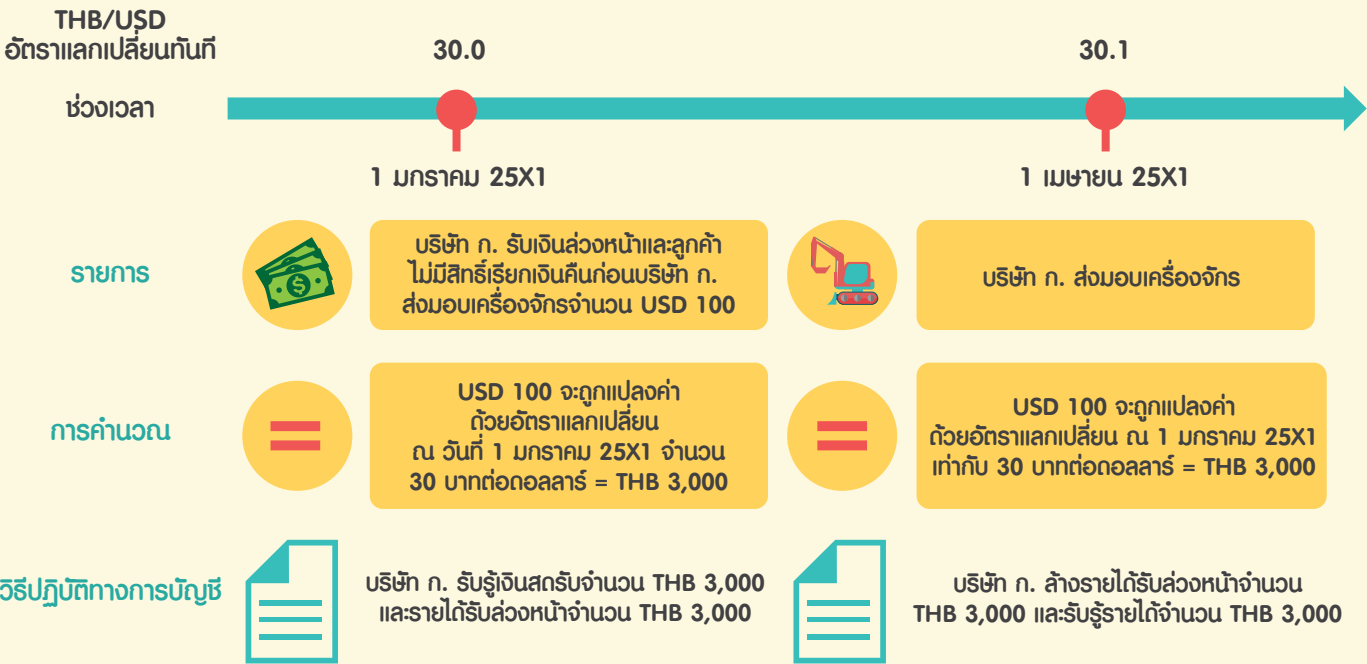 THB/USD
อัตราแลกเปลี่ยนทันที
30.0
30.1
ช่วงเวลา
1 มกราคม 25X1
1 เมษายน 25X1
รายการ
บริษัท ก. รับเงินล่วงหน้าและลูกค้า
ไม่มีสิทธิ์เรียกเงินคืนก่อนบริษัท ก.
ส่งมอบเครื่องจักรจำนวน USD 100
บริษัท ก. ส่งมอบเครื่องจักร
การคำนวณ
USD 100 จะถูกแปลงค่า
ด้วยอัตราแลกเปลี่ยน
ณ วันที่ 1 มกราคม 25X1 จำนวน
30 บาทต่อดอลลาร์ = THB 3,000
USD 100 จะถูกแปลงค่า
ด้วยอัตราแลกเปลี่ยน ณ 1 มกราคม 25X1
เท่ากับ 30 บาทต่อดอลลาร์ = THB 3,000
วิธีปฏิบัติทางการบัญชี
บริษัท ก. รับรู้เงินสดรับจำนวน THB 3,000
และรายได้รับล่วงหน้าจำนวน THB 3,000
บริษัท ก. ล้างรายได้รับล่วงหน้าจำนวน
THB 3,000 และรับรู้รายได้จำนวน THB 3,000